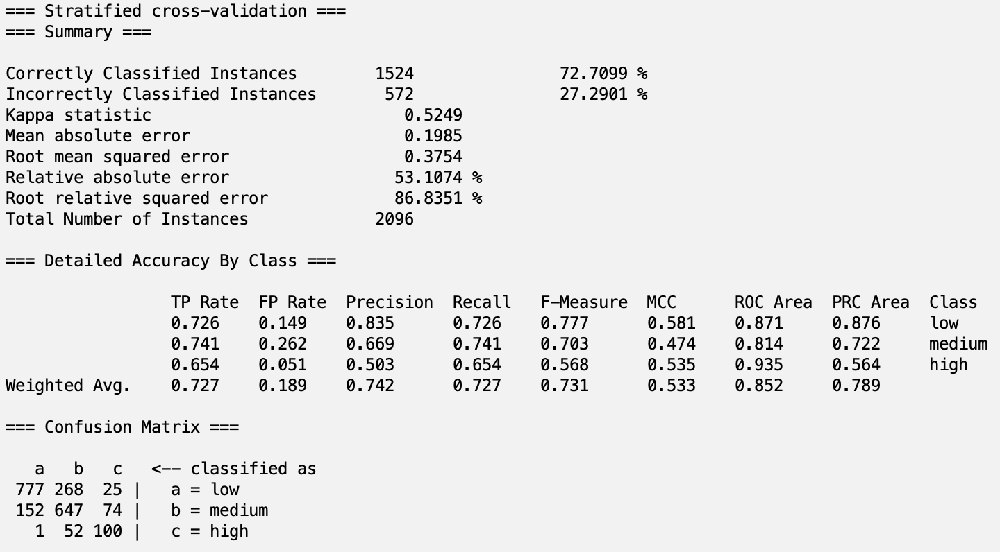 === Stratified cross-validation ===
=== Summary ===
Correctly Classified Instances 1524 72.7099 %
Incorrectly Classified Instances 572 27.2901 %
Kappa statistic 0.5249
Mean absolute error 0.1985
Root mean squared error 0.3754
Relative absolute error 53.1074 %
Root relative squared error 86.8351 %
Total Number of Instances 2096
=== Detailed Accuracy By Class ===
TP Rate FP Rate Precision Recall F-Measure MCC ROC Area PRC Area Class
0.726 0.149 0.835 0.726 0.777 0.581 0.871 0.876 low
0.741 0.262 0.669 0.741 0.703 0.474 0.814 0.722 medium
0.654 0.051 0.503 0.654 0.568 0.535 0.935 0.564 high
Weighted Avg. 0.727 0.189 0.742 0.727 0.731 0.533 0.852 0.789
=== Confusion Matrix ===
a b c <-- classified as
777 268 25 | a = low
152 647 74 | b = medium
1 52 100 | c = high